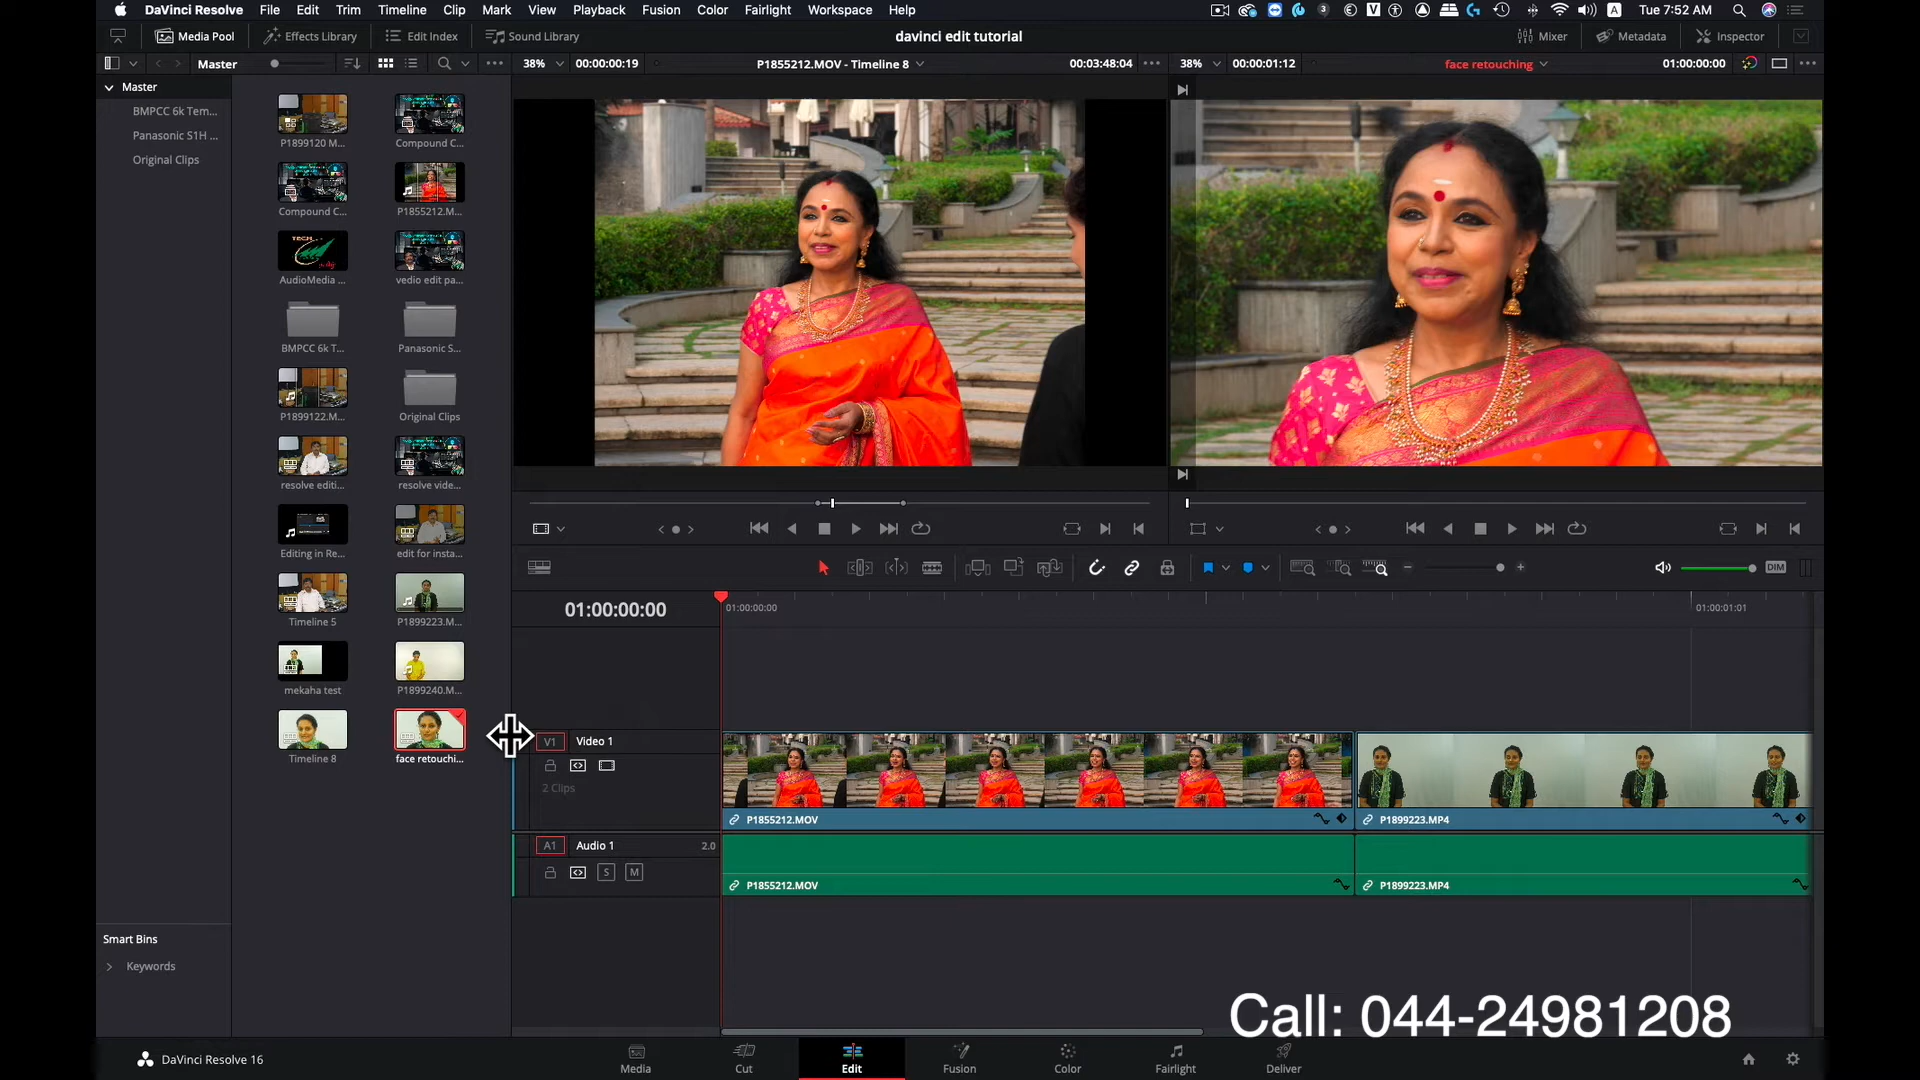 DaVinci Resolve File Edit Trim Timeline Clip Mark View Playback Fusion Color Fairlight Workspace Help
3 A Tue 7:52 AM
Media Pool Effects Library Edit Index Sound Library
davinci edit tutorial
Mixer Metadata Inspector
Master
38% 00:00:00:19 P1855212.MOV - Timeline 8 00:03:48:04
38% 00:00:01:12 face retouching 01:00:00:00
Master
BMPCC 6k Tem...
Panasonic S1H ...
Original Clips
P1899120 M...
Compound C...
Compound C...
P1855212.M...
TECH
AudioMedia ...
vedio edit pa...
BMPCC 6k T...
Panasonic S...
P1899122.M...
Original Clips
resolve editi...
resolve vide...
Editing in Re...
edit for insta...
Timeline 5
P1899223.M...
mekaha test
P1899240.M...
Timeline 8
face retouchi...
DIM
01:00:00:00
01:00:00:00
01:00:01:01
V1 Video 1
2 Clips
P1855212.MOV
P1899223.MP4
A1 Audio 1 2.0
S M
P1855212.MOV
P1899223.MP4
Smart Bins
Keywords
Call: 044-24981208
DaVinci Resolve 16
Media Cut Edit Fusion Color Fairlight Deliver